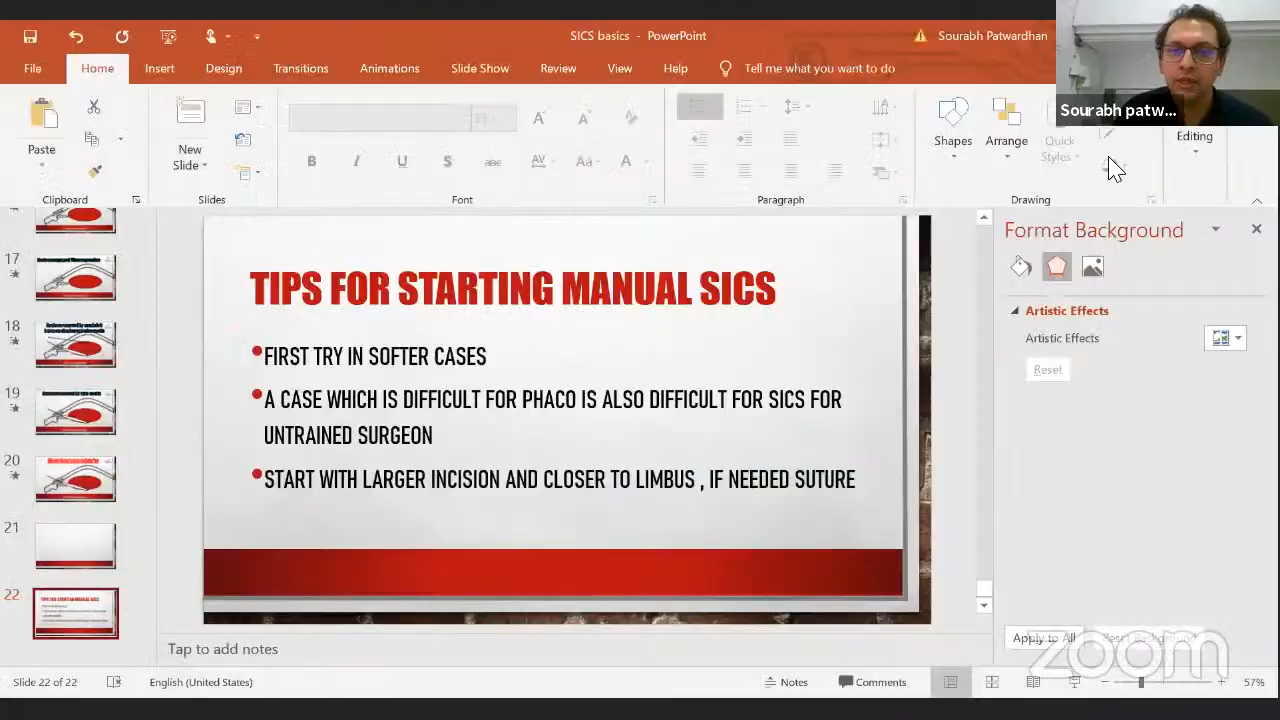 SICS basics - PowerPoint
Sourabh Patwardhan
Sourabh patw...
File
Home
Insert
Design
Transitions
Animations
Slide Show
Review
View
Help
Tell me what you want to do
Paste
New
Slide
Shapes
Arrange
Quick
Styles
Editing
Clipboard
Slides
Font
Paragraph
Drawing
17
18
19
20
21
22
TIPS FOR STARTING MANUAL SICS
FIRST TRY IN SOFTER CASES
A CASE WHICH IS DIFFICULT FOR PHACO IS ALSO DIFFICULT FOR SICS FOR
UNTRAINED SURGEON
START WITH LARGER INCISION AND CLOSER TO LIMBUS , IF NEEDED SUTURE
Format Background
Artistic Effects
Artistic Effects
Reset
Apply to All
Reset Background
zoom
Tap to add notes
Slide 22 of 22
English (United States)
Notes
Comments
57%